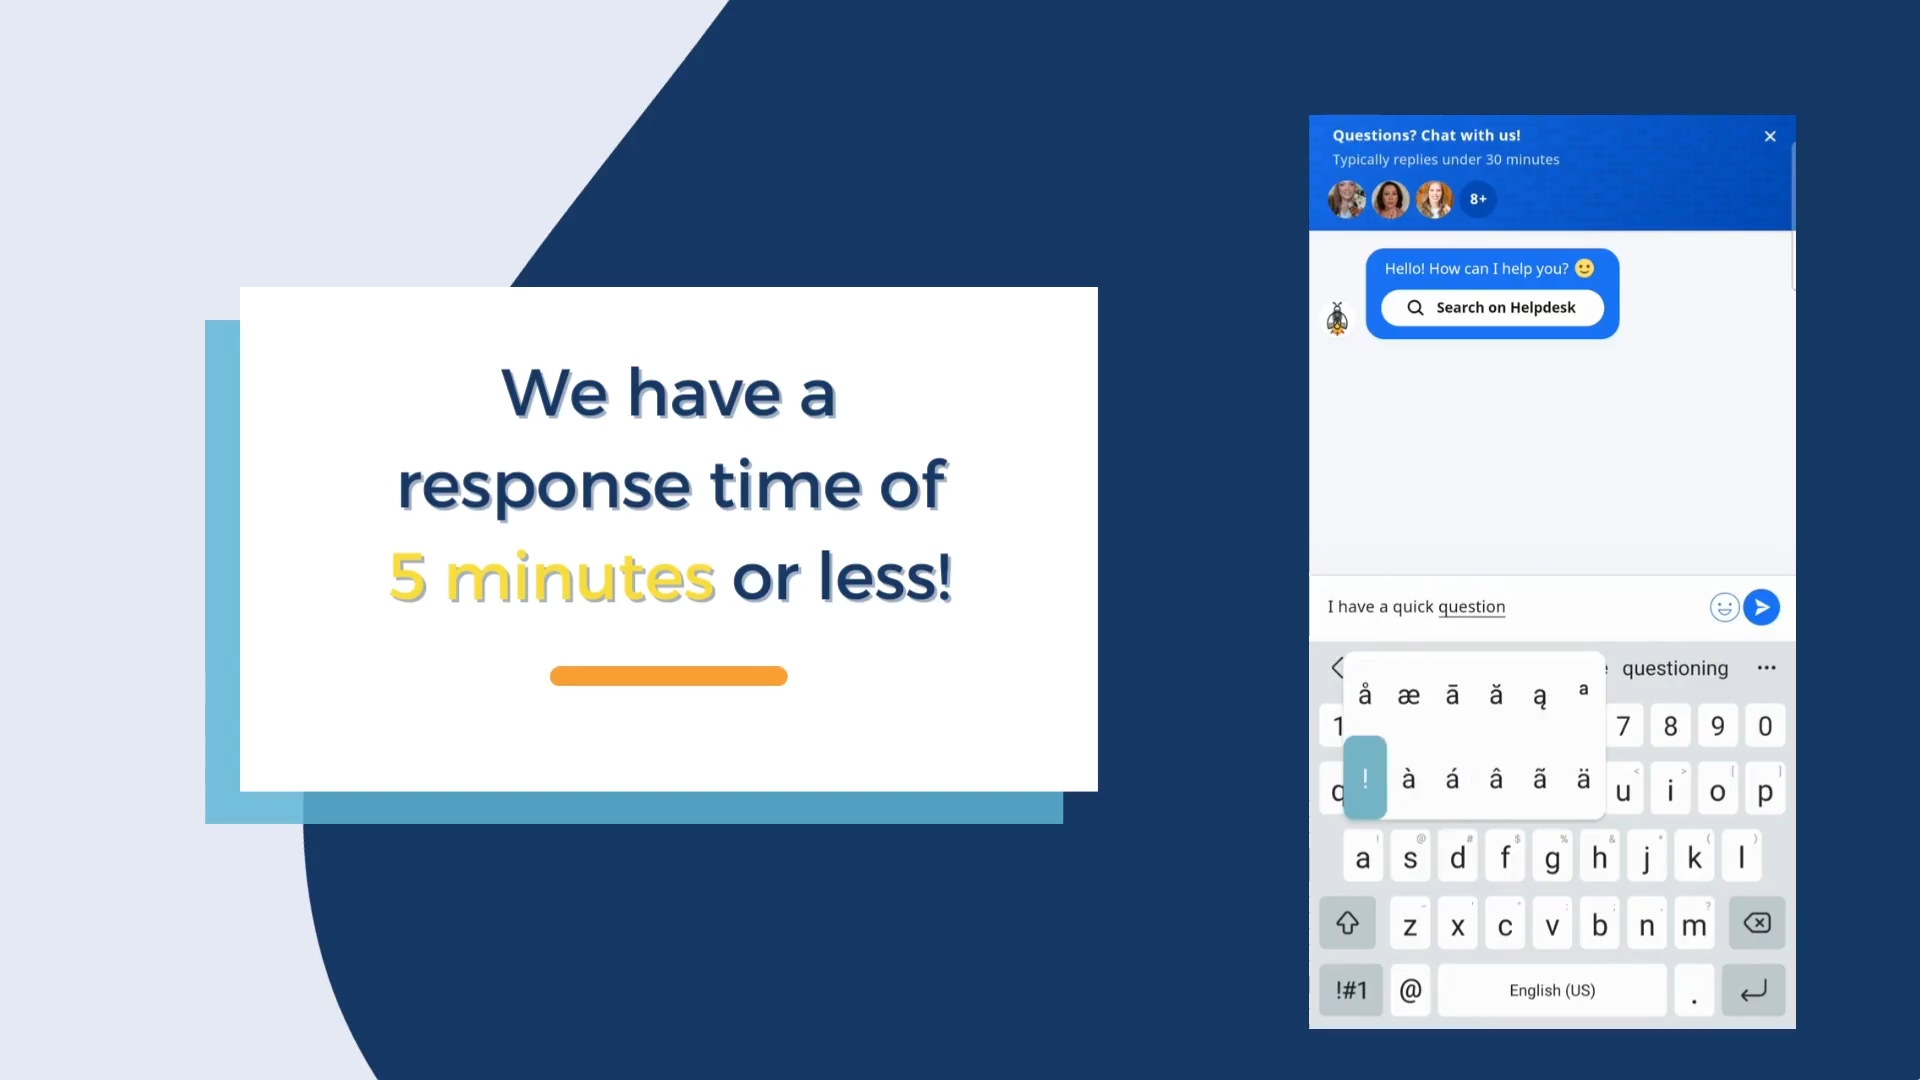 We have a
response time of
5 minutes or less!
Questions? Chat with us!
Typically replies under 30 minutes
8+
Hello! How can I help you? 🙂
Search on Helpdesk
I have a quick question
questioning ...
å æ ā ă ą ª
1 7 8 9 0
! à á â ã ä
q u i o p
a s d f g h j k l
z x c v b n m
!#1 @ English (US) .